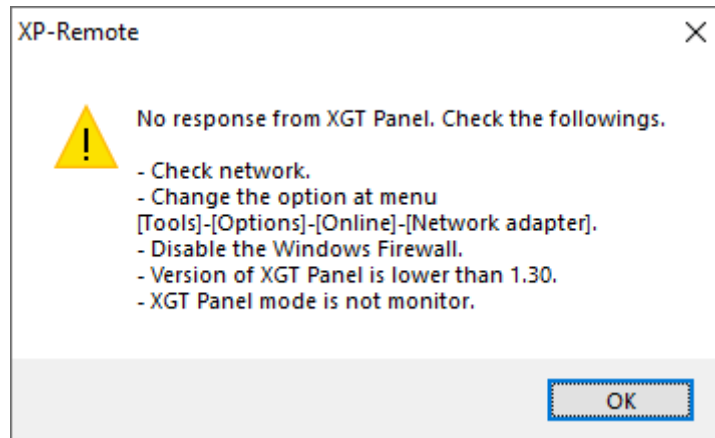 XP-Remote
No response from XGT Panel. Check the followings.
- Check network.
- Change the option at menu
[Tools]-[Options]-[Online]-[Network adapter].
- Disable the Windows Firewall.
- Version of XGT Panel is lower than 1.30.
- XGT Panel mode is not monitor.
OK